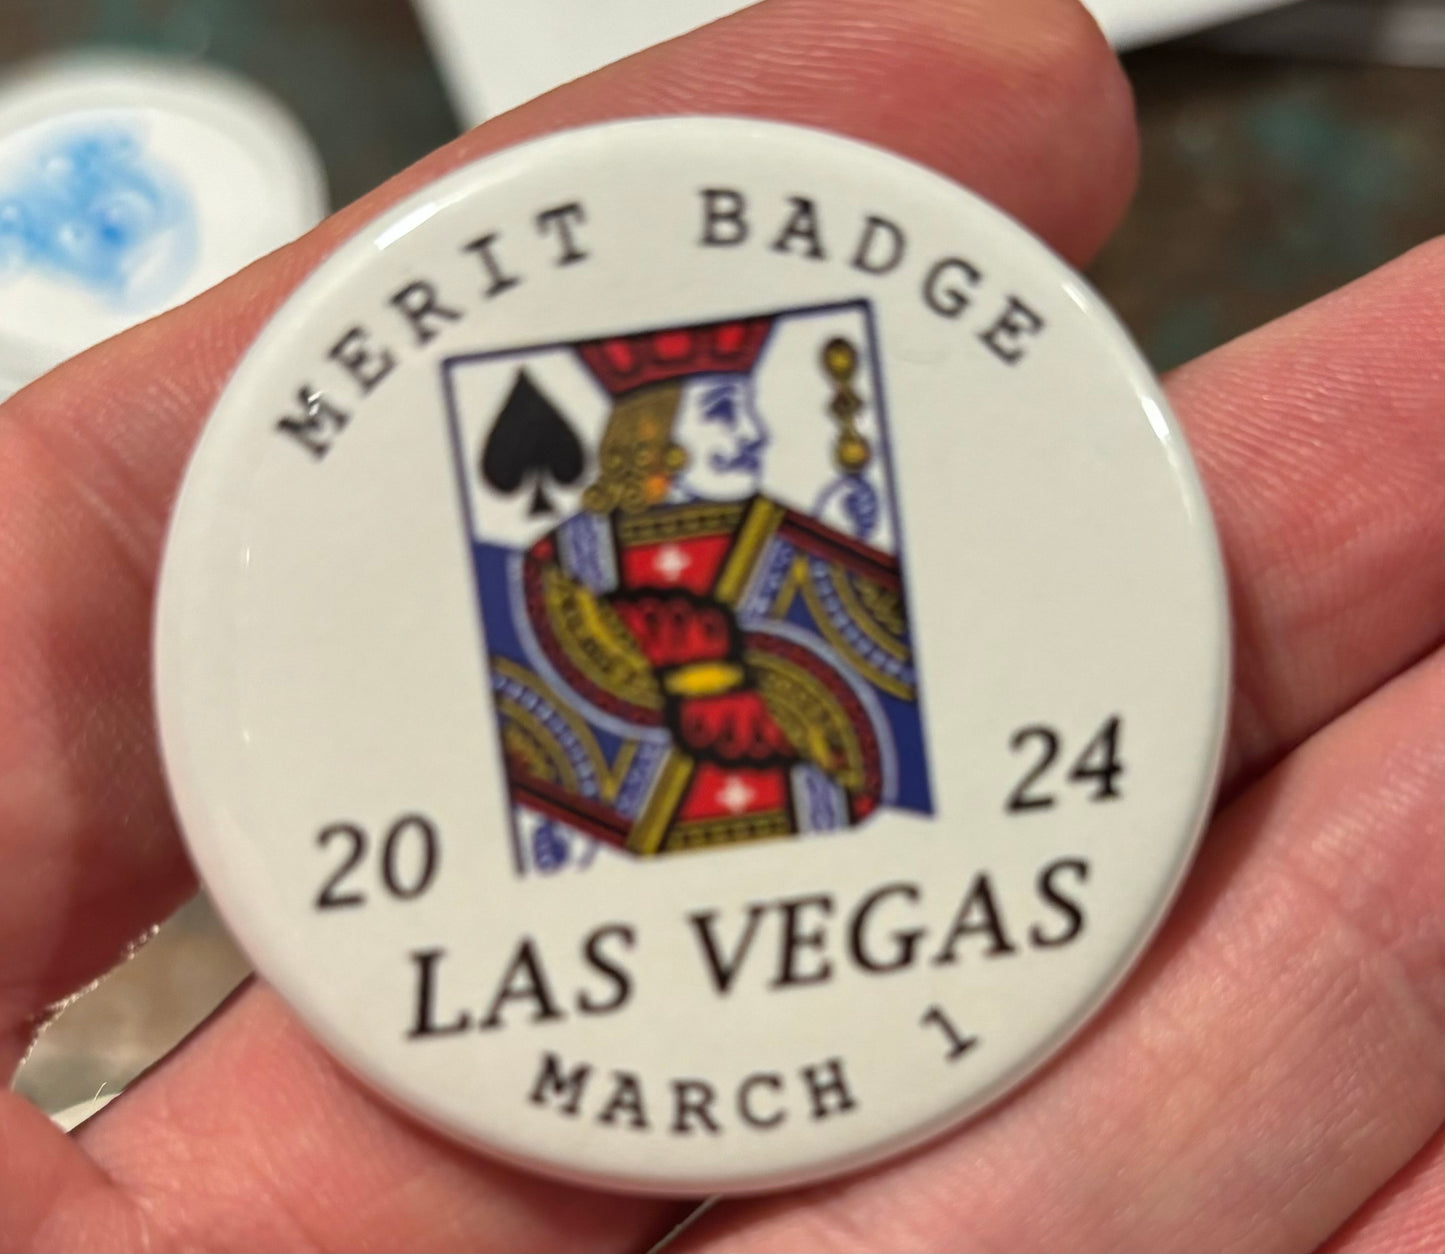 MERIT BADGE
20 24
LAS VEGAS
MARCH 1